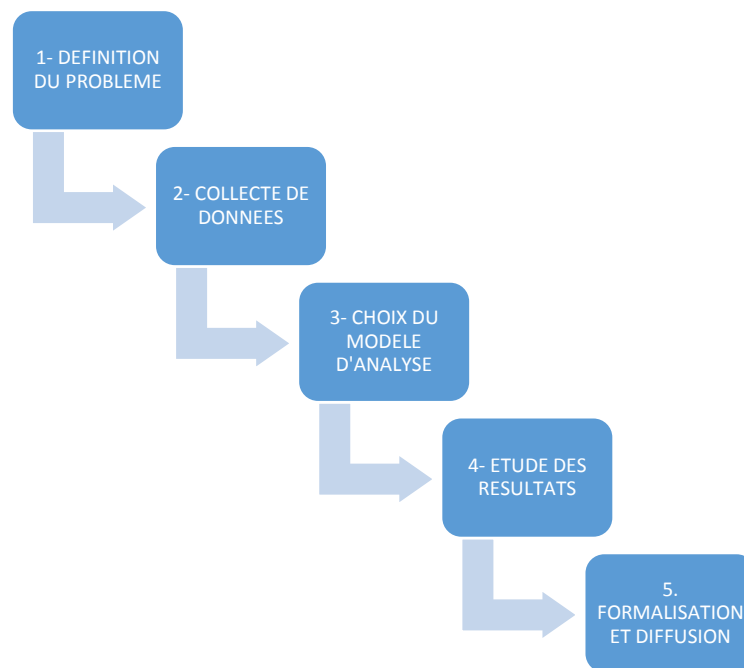 1- DEFINITION
DU PROBLEME
2- COLLECTE DE
DONNEES
3- CHOIX DU
MODELE
D'ANALYSE
4- ETUDE DES
RESULTATS
5.
FORMALISATION
ET DIFFUSION